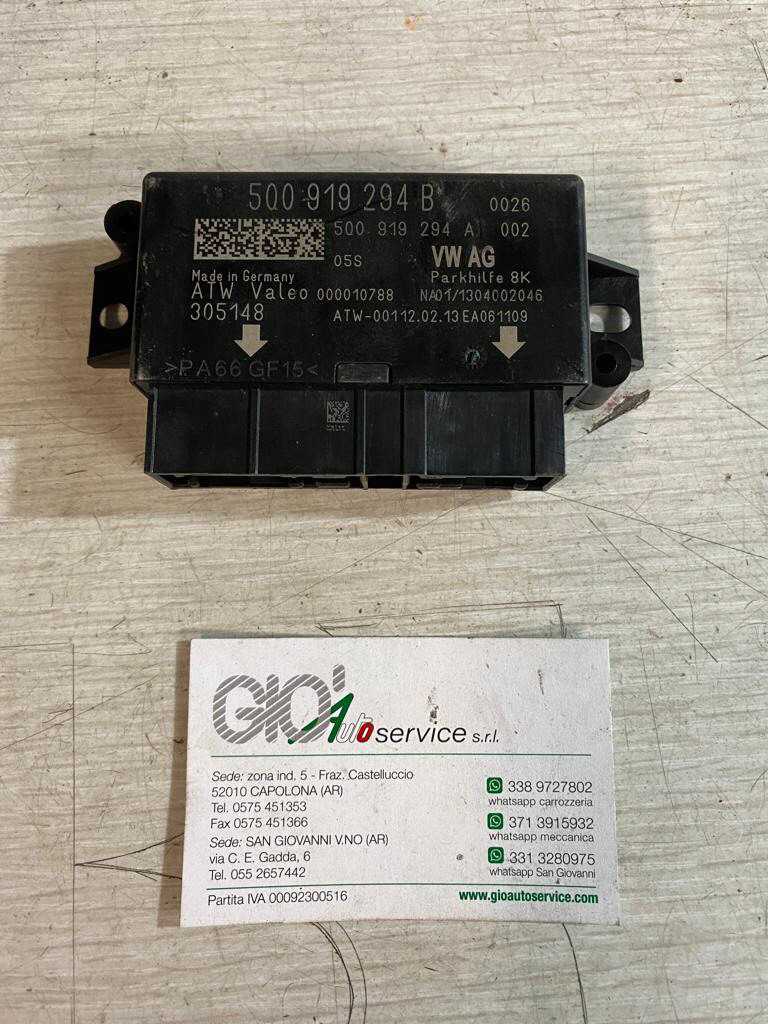 5Q0 919 294 B 0026
5Q0 919 294 A 002
05S VW AG
Made in Germany Parkhilfe 8K
ATW Valeo 000010788 NA01/1304002046
305148 ATW-00112.02.13EA061109
>PA66 GF15<
GIO' Auto service s.r.l.
Sede: zona ind. 5 - Fraz. Castelluccio
52010 CAPOLONA (AR)
Tel. 0575 451353
Fax 0575 451366
Sede: SAN GIOVANNI V.NO (AR)
via C. E. Gadda, 6
Tel. 055 2657442
Partita IVA 00092300516
338 9727802
whatsapp carrozzeria
371 3915932
whatsapp meccanica
331 3280975
whatsapp San Giovanni
www.gioautoservice.com